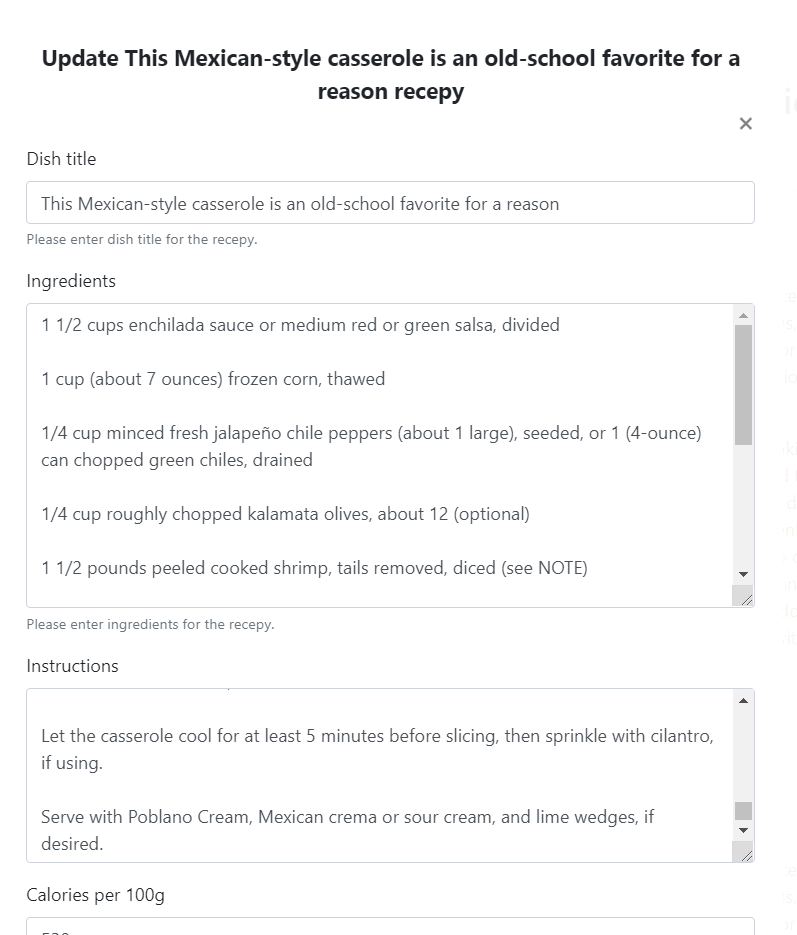 Update This Mexican-style casserole is an old-school favorite for a
reason recepy
×
Dish title
This Mexican-style casserole is an old-school favorite for a reason
Please enter dish title for the recepy.
Ingredients
1 1/2 cups enchilada sauce or medium red or green salsa, divided
1 cup (about 7 ounces) frozen corn, thawed
1/4 cup minced fresh jalapeño chile peppers (about 1 large), seeded, or 1 (4-ounce)
can chopped green chiles, drained
1/4 cup roughly chopped kalamata olives, about 12 (optional)
1 1/2 pounds peeled cooked shrimp, tails removed, diced (see NOTE)
Please enter ingredients for the recepy.
Instructions
Let the casserole cool for at least 5 minutes before slicing, then sprinkle with cilantro,
if using.
Serve with Poblano Cream, Mexican crema or sour cream, and lime wedges, if
desired.
Calories per 100g